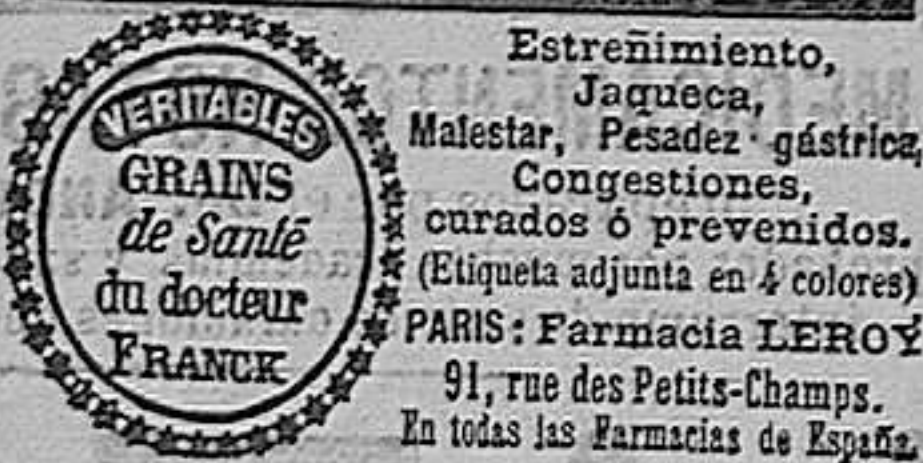 VERITABLES
GRAINS
de Santé
du docteur
FRANCK
Estreñimiento,
Jaqueca,
Malestar, Pesadez gástrica,
Congestiones,
curados ó prevenidos.
(Etiqueta adjunta en 4 colores)
PARIS: Farmacia LEROY
91, rue des Petits-Champs.
En todas las Farmacias de España.